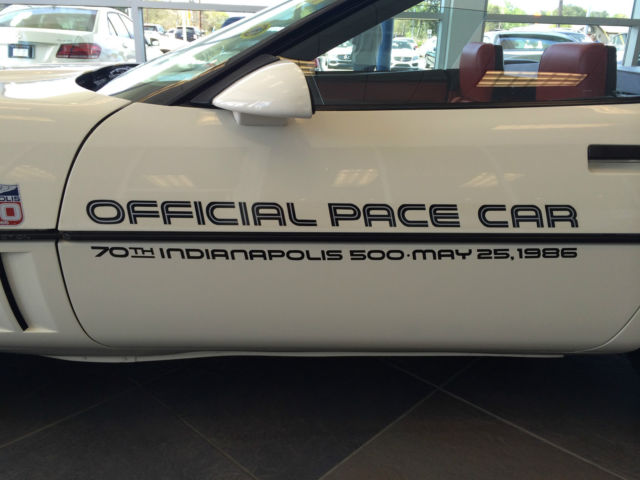 OFFICIAL PACE CAR
70TH INDIANAPOLIS 500·MAY 25, 1986